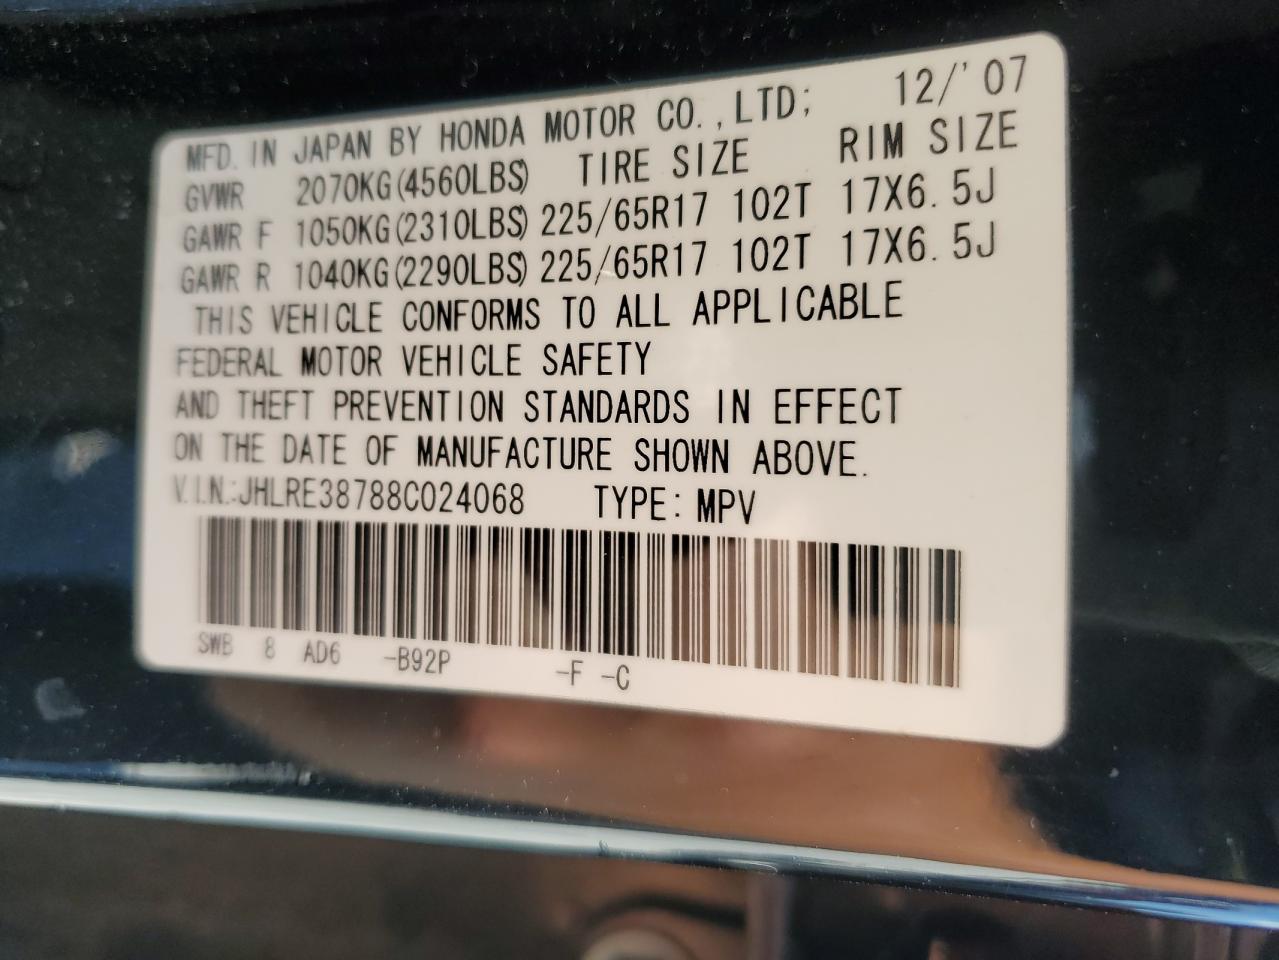 MFD. IN JAPAN BY HONDA MOTOR CO.,LTD; 12/'07
GVWR 2070KG(4560LBS) TIRE SIZE RIM SIZE
GAWR F 1050KG(2310LBS) 225/65R17 102T 17X6.5J
GAWR R 1040KG(2290LBS) 225/65R17 102T 17X6.5J
THIS VEHICLE CONFORMS TO ALL APPLICABLE
FEDERAL MOTOR VEHICLE SAFETY
AND THEFT PREVENTION STANDARDS IN EFFECT
ON THE DATE OF MANUFACTURE SHOWN ABOVE.
V.I.N.:JHLRE38788C024068 TYPE: MPV
SWB 8 AD6 -B92P -F -C